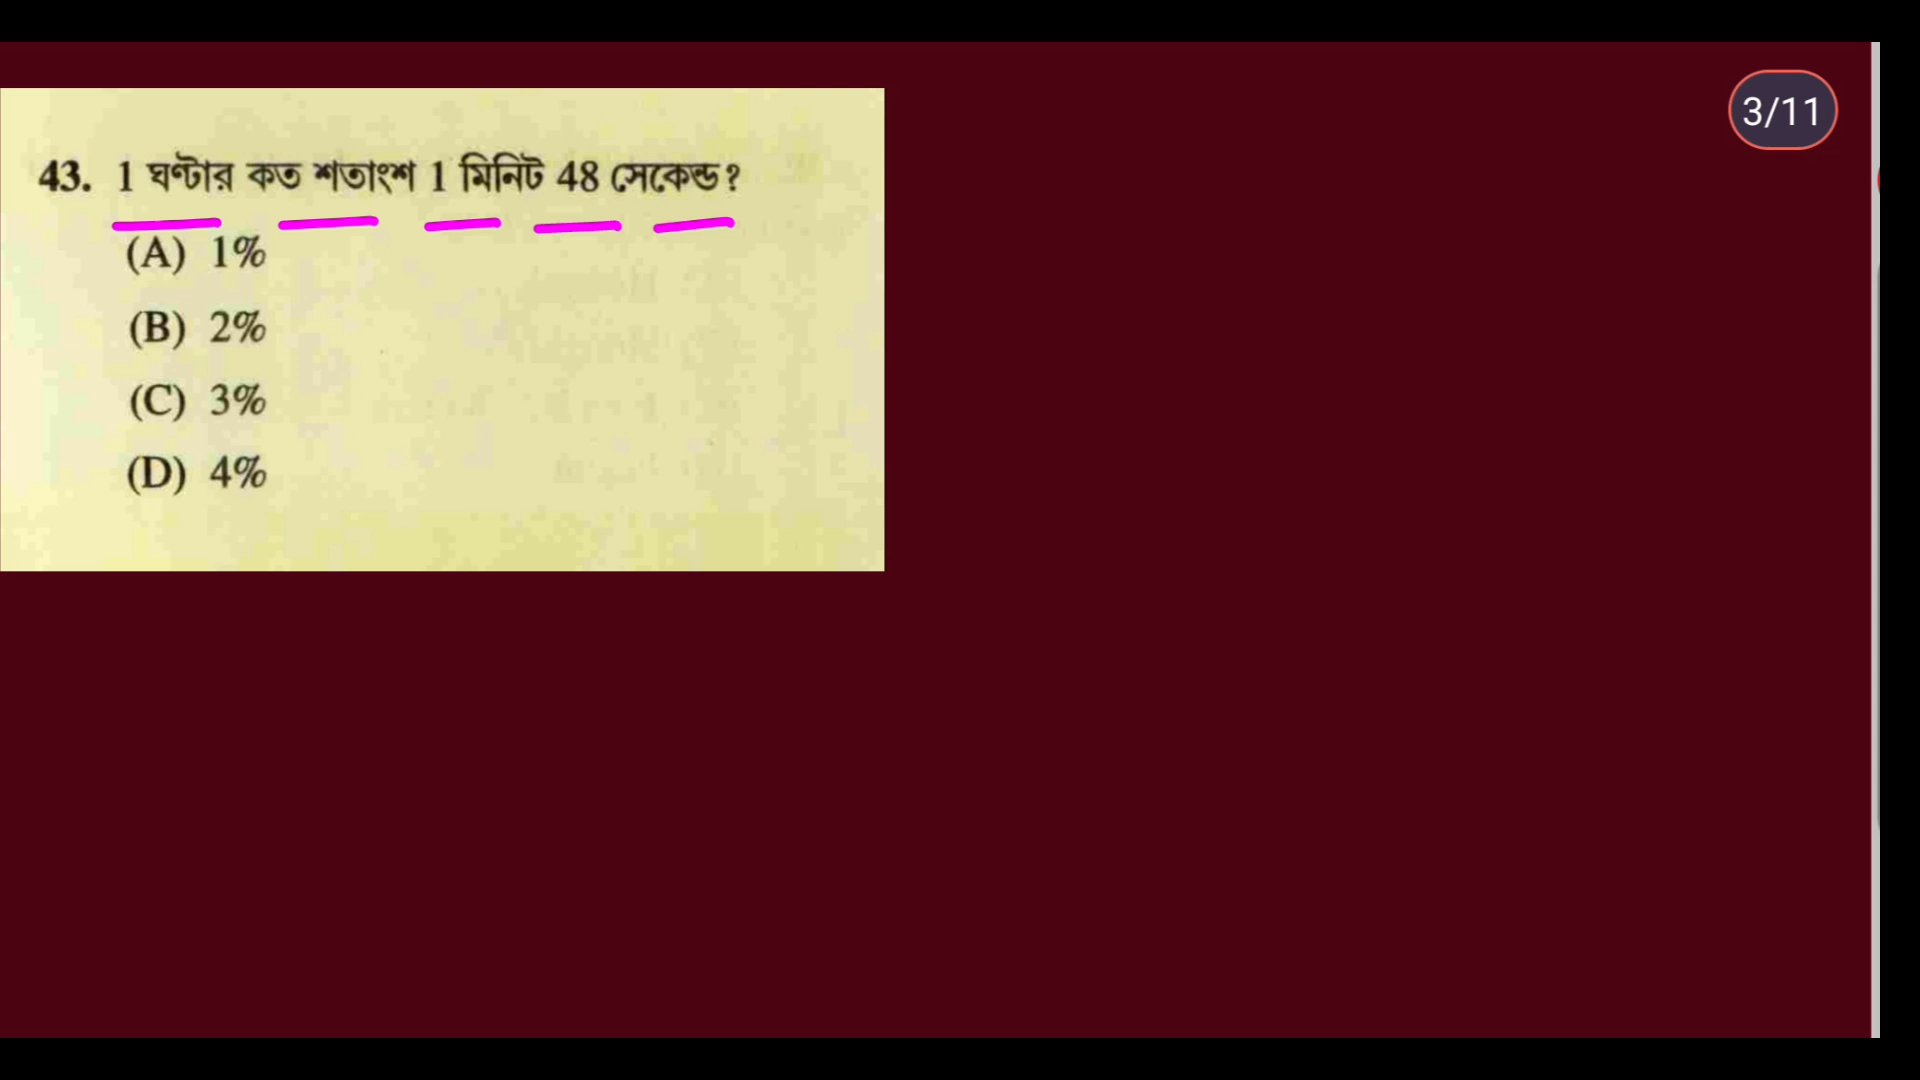 3/11
43. 1 ঘণ্টার কত শতাংশ 1 মিনিট 48 সেকেন্ড?
(A) 1%
(B) 2%
(C) 3%
(D) 4%